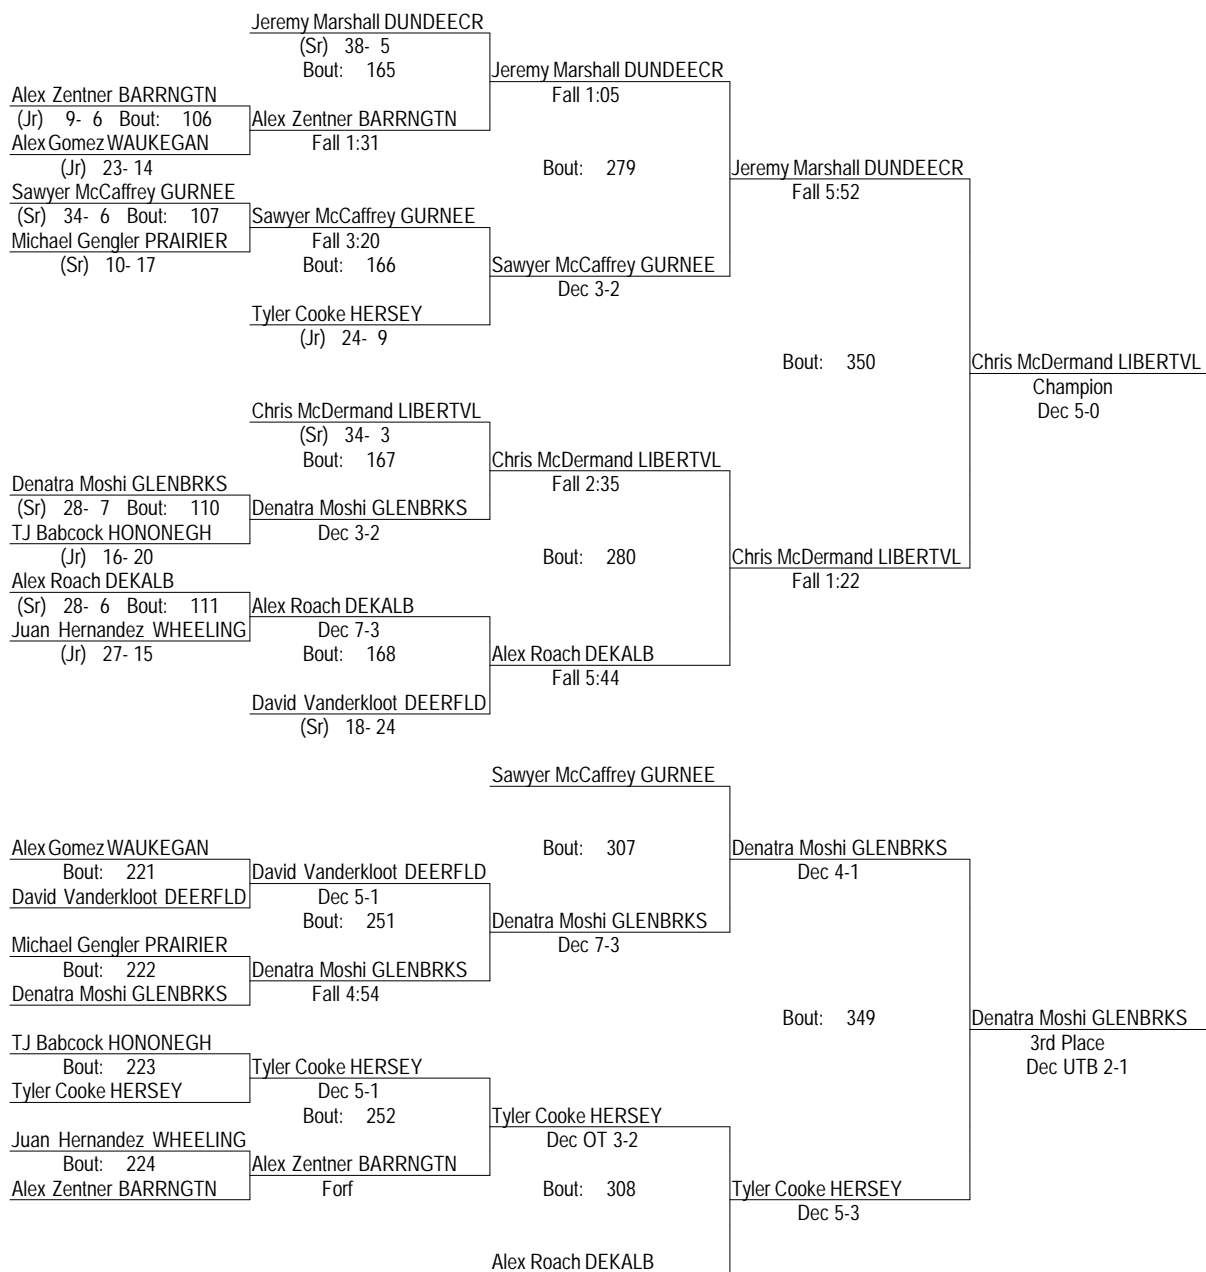 Jeremy Marshall DUNDEECR
(Sr) 38- 5
Bout: 165
Jeremy Marshall DUNDEECR
Fall 1:05
Alex Zentner BARRNGTN
(Jr) 9- 6 Bout: 106
Alex Zentner BARRNGTN
Alex Gomez WAUKEGAN
Fall 1:31
(Jr) 23- 14
Bout: 279
Jeremy Marshall DUNDEECR
Fall 5:52
Sawyer McCaffrey GURNEE
(Sr) 34- 6 Bout: 107
Sawyer McCaffrey GURNEE
Michael Gengler PRAIRIER
Fall 3:20
(Sr) 10- 17
Bout: 166
Sawyer McCaffrey GURNEE
Dec 3-2
Tyler Cooke HERSEY
(Jr) 24- 9
Bout: 350
Chris McDermand LIBERTVL
Champion
Dec 5-0
Chris McDermand LIBERTVL
(Sr) 34- 3
Bout: 167
Chris McDermand LIBERTVL
Fall 2:35
Denatra Moshi GLENBRKS
(Sr) 28- 7 Bout: 110
Denatra Moshi GLENBRKS
TJ Babcock HONONEGH
Dec 3-2
(Jr) 16- 20
Bout: 280
Chris McDermand LIBERTVL
Fall 1:22
Alex Roach DEKALB
(Sr) 28- 6 Bout: 111
Alex Roach DEKALB
Juan Hernandez WHEELING
Dec 7-3
(Jr) 27- 15
Bout: 168
Alex Roach DEKALB
Fall 5:44
David Vanderkloot DEERFLD
(Sr) 18- 24
Sawyer McCaffrey GURNEE
Alex Gomez WAUKEGAN
Bout: 307
Denatra Moshi GLENBRKS
Dec 4-1
Bout: 221
David Vanderkloot DEERFLD
David Vanderkloot DEERFLD
Dec 5-1
Bout: 251
Denatra Moshi GLENBRKS
Dec 7-3
Michael Gengler PRAIRIER
Bout: 222
Denatra Moshi GLENBRKS
Denatra Moshi GLENBRKS
Fall 4:54
Bout: 349
Denatra Moshi GLENBRKS
3rd Place
Dec UTB 2-1
TJ Babcock HONONEGH
Bout: 223
Tyler Cooke HERSEY
Tyler Cooke HERSEY
Dec 5-1
Bout: 252
Tyler Cooke HERSEY
Dec OT 3-2
Juan Hernandez WHEELING
Bout: 224
Alex Zentner BARRNGTN
Alex Zentner BARRNGTN
Forf
Bout: 308
Tyler Cooke HERSEY
Dec 5-3
Alex Roach DEKALB